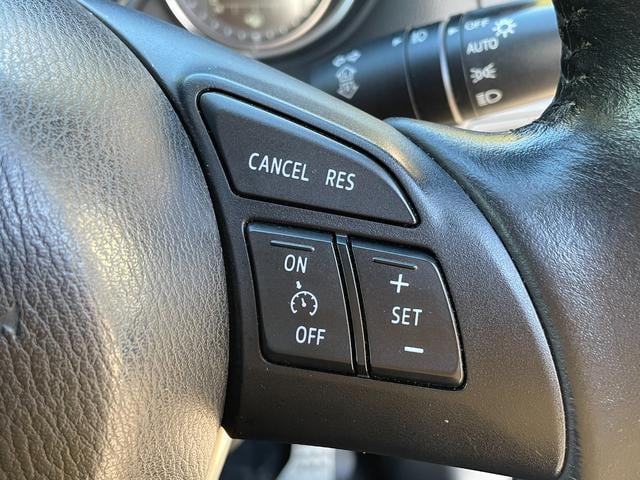 OFF
AUTO
CANCEL RES
ON
OFF
+
SET
−